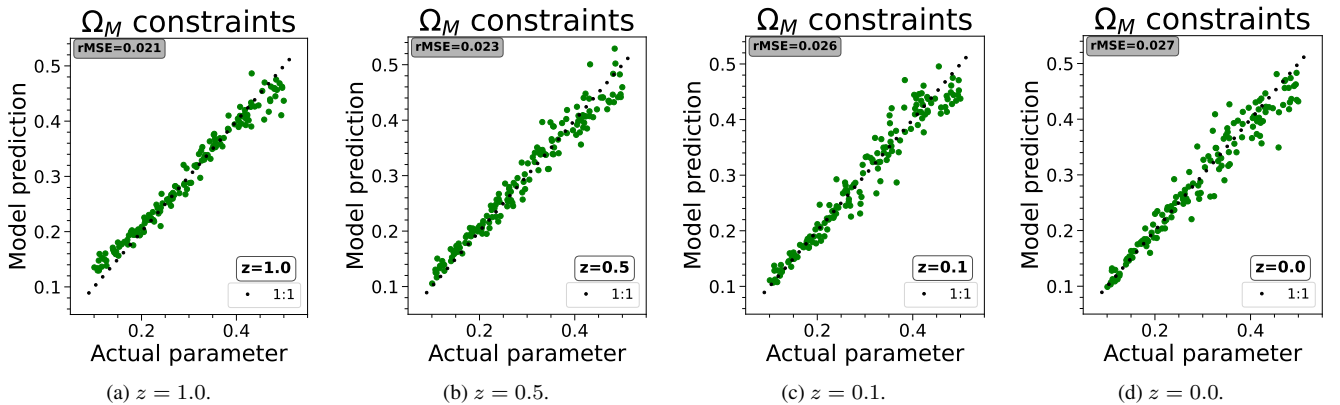 Ω_M constraints
rMSE=0.021
Model prediction
0.5
0.4
0.3
0.2
0.1
z=1.0
1:1
0.2 0.4
Actual parameter
(a) z = 1.0.
Ω_M constraints
rMSE=0.023
Model prediction
0.5
0.4
0.3
0.2
0.1
z=0.5
1:1
0.2 0.4
Actual parameter
(b) z = 0.5.
Ω_M constraints
rMSE=0.026
Model prediction
0.5
0.4
0.3
0.2
0.1
z=0.1
1:1
0.2 0.4
Actual parameter
(c) z = 0.1.
Ω_M constraints
rMSE=0.027
Model prediction
0.5
0.4
0.3
0.2
0.1
z=0.0
1:1
0.2 0.4
Actual parameter
(d) z = 0.0.